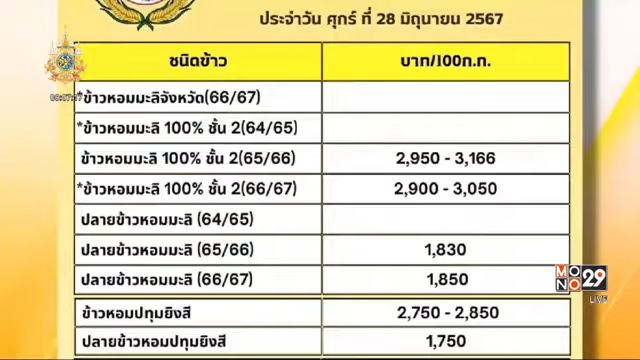 ประจำวัน ศุกร์ ที่ 28 มิถุนายน 2567
ชนิดข้าว บาท/100ก.ก.
*ข้าวหอมมะลิจังหวัด(66/67)
*ข้าวหอมมะลิ 100% ชั้น 2(64/65)
ข้าวหอมมะลิ 100% ชั้น 2(65/66) 2,950 - 3,166
*ข้าวหอมมะลิ 100% ชั้น 2(66/67) 2,900 - 3,050
ปลายข้าวหอมมะลิ (64/65)
ปลายข้าวหอมมะลิ (65/66) 1,830
ปลายข้าวหอมมะลิ (66/67) 1,850
ข้าวหอมปทุมยิงสี 2,750 - 2,850
ปลายข้าวหอมปทุมยิงสี 1,750
MONO 29
LIVE